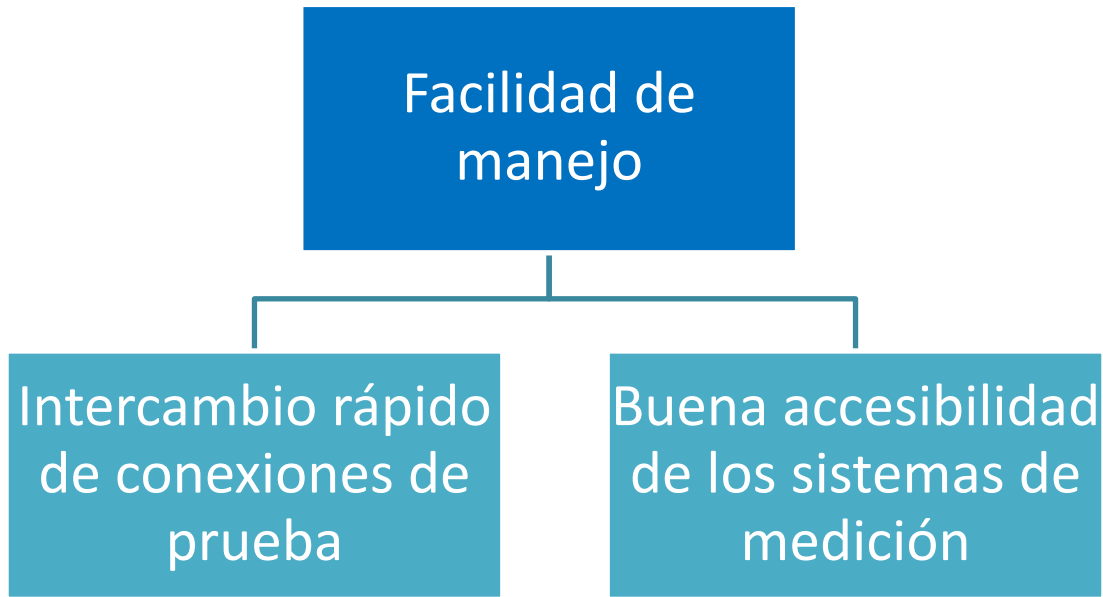 Facilidad de
manejo
Intercambio rápido
de conexiones de
prueba
Buena accesibilidad
de los sistemas de
medición